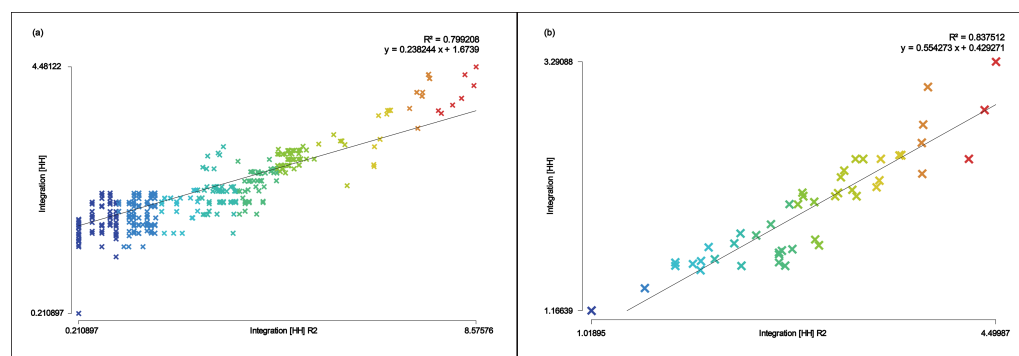 (a)
R² = 0.799208
y = 0.238244 x + 1.6739
4.48122
Integration [HH]
0.210897
0.210897
Integration [HH] R2
8.57576
(b)
R² = 0.837512
y = 0.554273 x + 0.429271
3.29088
Integration [HH]
1.16639
1.01895
Integration [HH] R2
4.49987